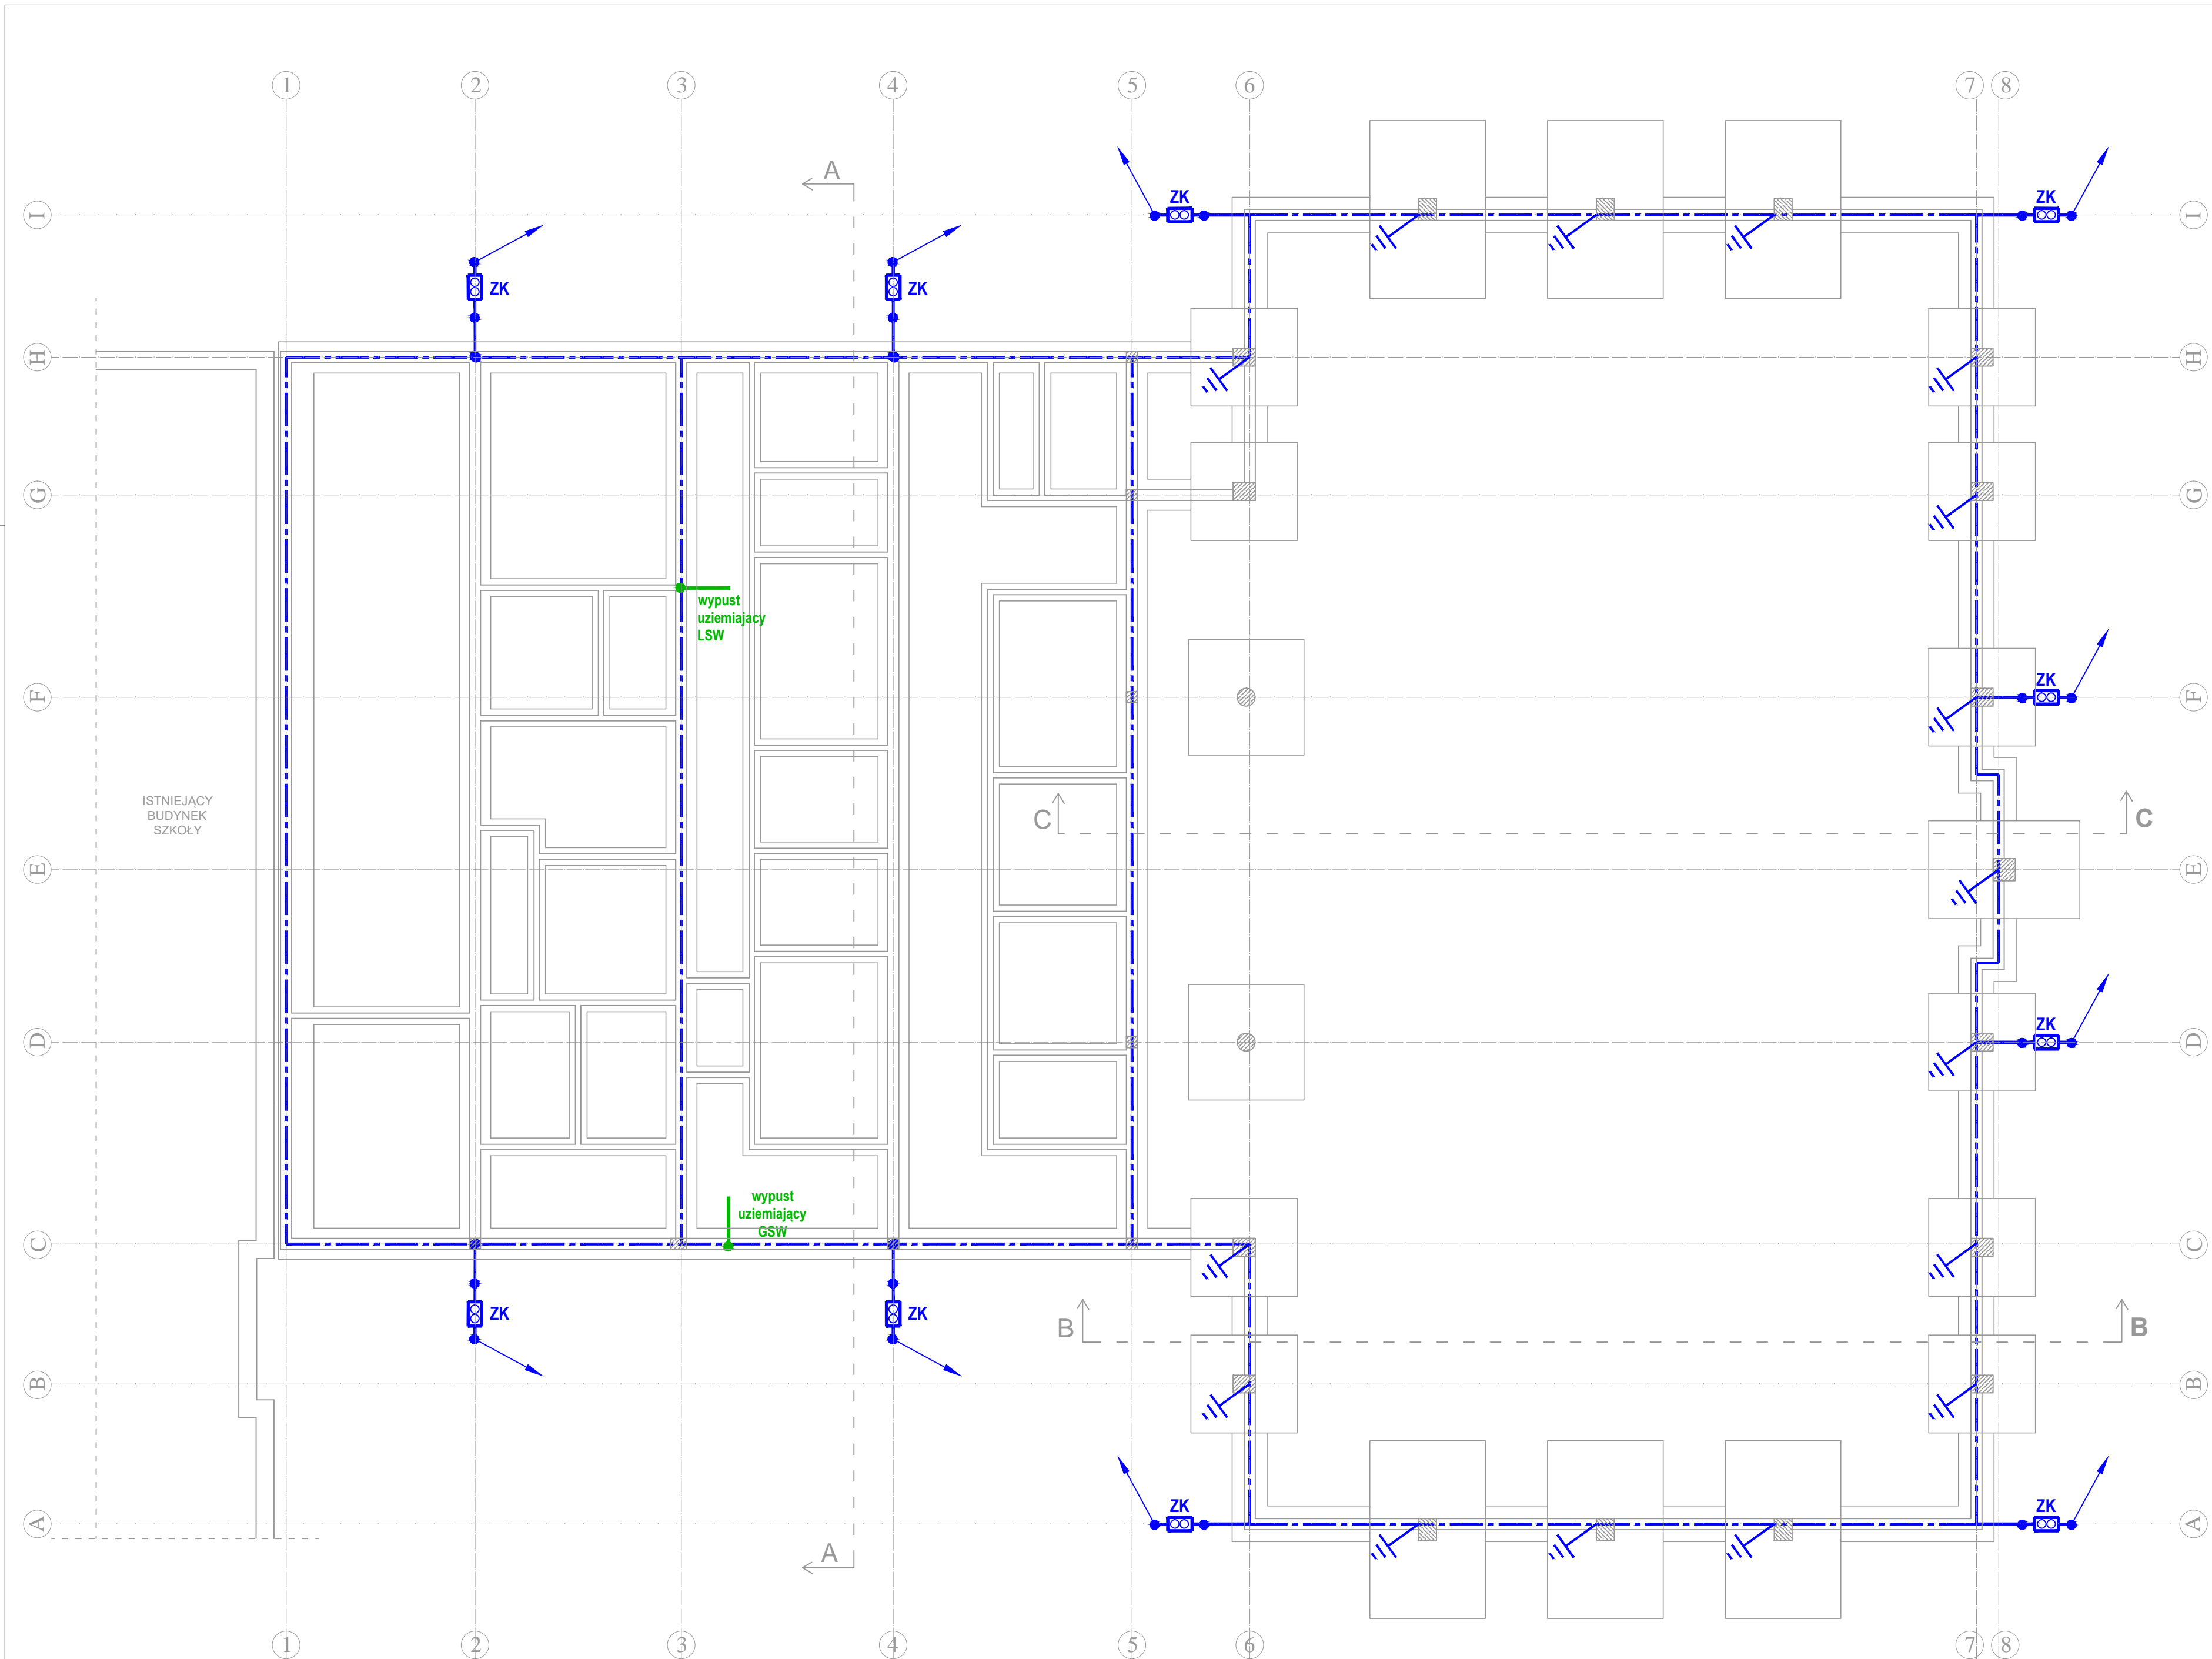 1 2 3 4 5 6 7 8
A
I ZK ZK I
ZK ZK
H H
G G
wypust
uziemiajacy
LSW
F ZK F
ISTNIEJĄCY
BUDYNEK
SZKOŁY
C C
E E
ZK
D D
wypust
uziemiający
GSW
C C
ZK ZK
B B
B B
ZK ZK
A A
A
1 2 3 4 5 6 7 8